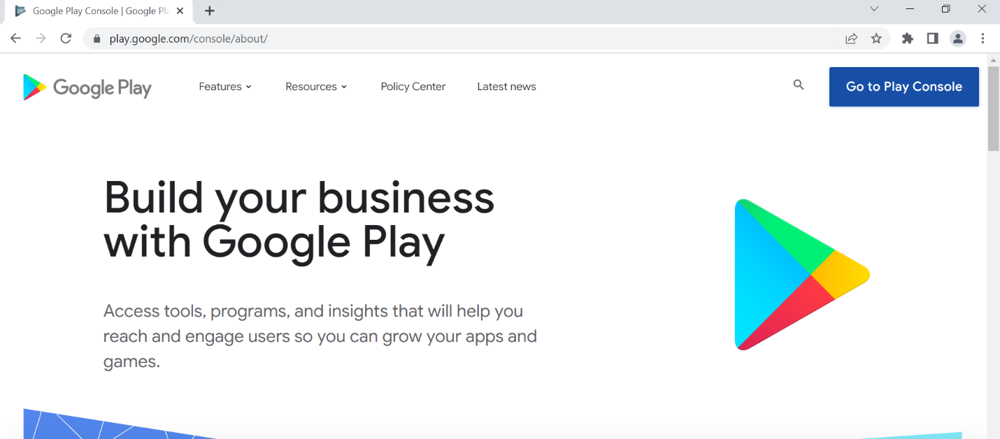 Google Play Console | Google Pla
play.google.com/console/about/
Google Play
Features
Resources
Policy Center
Latest news
Go to Play Console
Build your business
with Google Play
Access tools, programs, and insights that will help you
reach and engage users so you can grow your apps and
games.